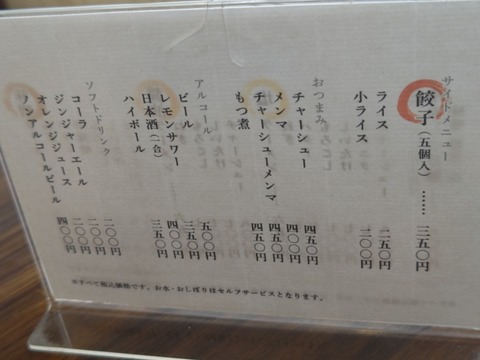 サイドメニュー
餃子(五個入)……三五〇円
ライス 二五〇円
小ライス 二〇〇円
おつまみ
チャーシュー 四五〇円
メンマ 四〇〇円
チャーシューメンマ 四五〇円
もつ煮 四五〇円
アルコール
ビール 五〇〇円
レモンサワー 三五〇円
日本酒(一合) 四五〇円
ハイボール 三五〇円
ソフトドリンク
コーラ 二〇〇円
ジンジャーエール 二〇〇円
オレンジジュース 二〇〇円
ノンアルコールビール 四〇〇円
※すべて税込価格です。お水・おしぼりはセルフサービスとなります。